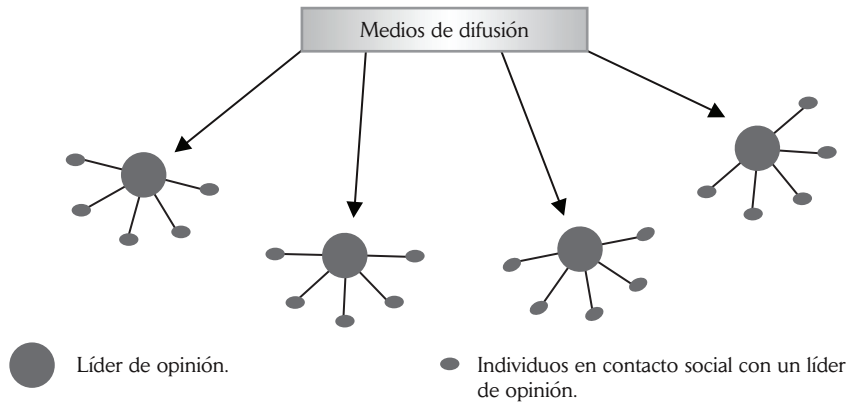 Medios de difusión
Líder de opinión.
Individuos en contacto social con un líder
de opinión.